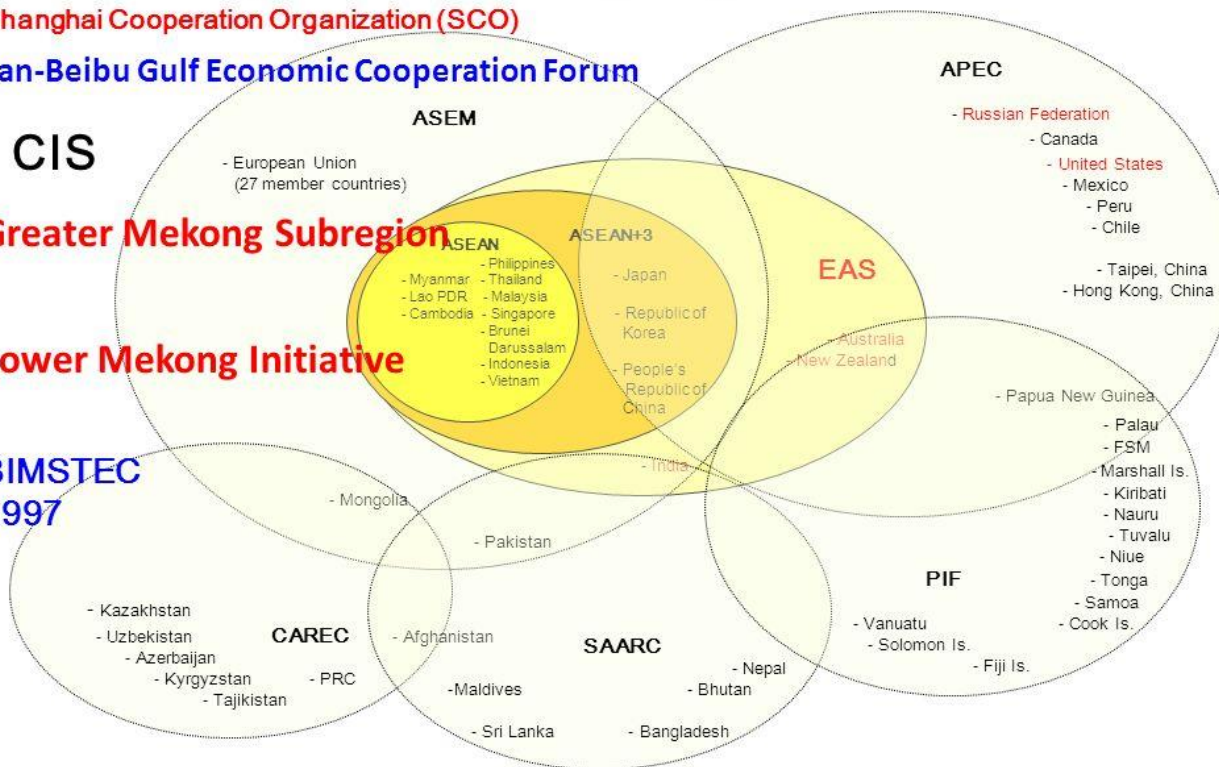 hanghai Cooperation Organization (SCO)
an-Beibu Gulf Economic Cooperation Forum
CIS
Greater Mekong Subregion
ower Mekong Initiative
BIMSTEC
997
ASEM
- European Union
(27 member countries)
ASEAN
- Philippines
- Myanmar
- Thailand
- Lao PDR
- Malaysia
- Cambodia
- Singapore
- Brunei
Darussalam
- Indonesia
- Vietnam
ASEAN+3
- Japan
- Republic of
Korea
- People's
Republic of
China
EAS
- Australia
- New Zealand
- India
APEC
- Russian Federation
- Canada
- United States
- Mexico
- Peru
- Chile
- Taipei, China
- Hong Kong, China
- Papua New Guinea
- Palau
- FSM
- Marshall Is.
- Kiribati
- Nauru
- Tuvalu
- Niue
- Tonga
- Samoa
- Cook Is.
PIF
- Vanuatu
- Solomon Is.
- Fiji Is.
- Mongolia
- Pakistan
- Kazakhstan
- Uzbekistan
- Azerbaijan
- Kyrgyzstan
- Tajikistan
CAREC
- PRC
- Afghanistan
SAARC
- Nepal
-Maldives
- Bhutan
- Sri Lanka
- Bangladesh